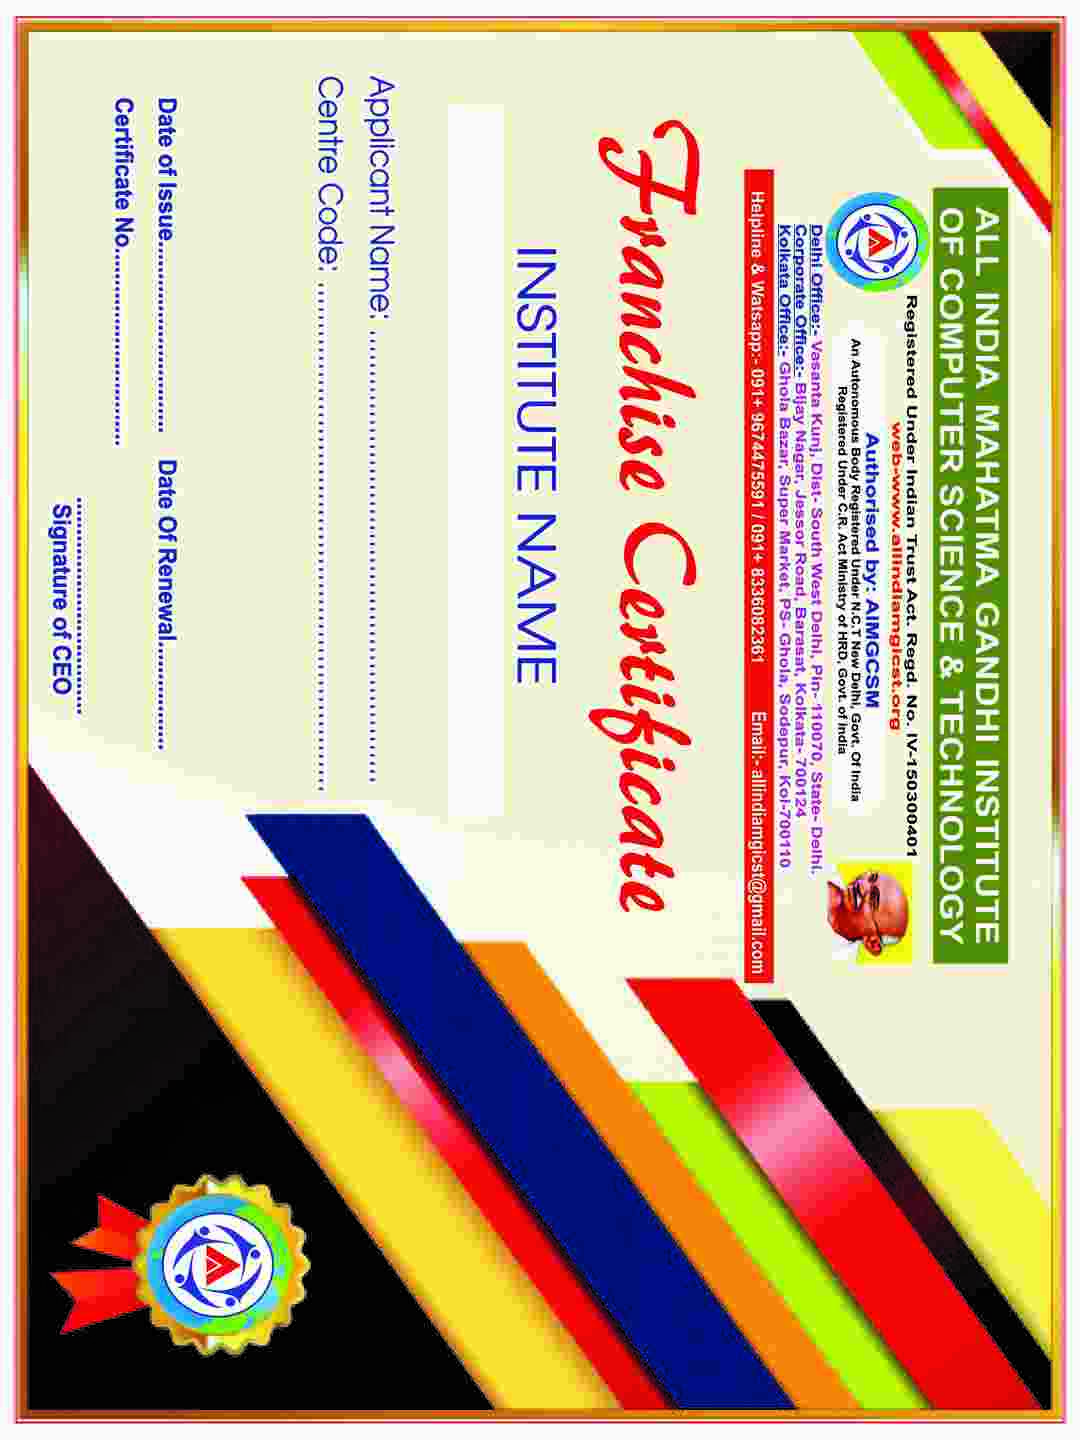 ALL INDIA MAHATMA GANDHI INSTITUTE
OF COMPUTER SCIENCE & TECHNOLOGY
Registered Under Indian Trust Act. Regd. No. IV-150300401
web-www.allindiamgicst.org
Authorised by: AIMGCSM
An Autonomous Body Registered Under N.C.T New Delhi, Govt. Of India
Registered Under C.R. Act Ministry of HRD, Govt. of India
Delhi Office:- Vasanta Kunj, Dist- South West Delhi, Pin- 110070, State- Delhi.
Corporate Office:- Bijay Nagar, Jessor Road, Barasat, Kolkata- 700124
Kolkata Office:- Ghola Bazar, Super Market, PS- Ghola, Sodepur, Kol-700110
Helpline & Watsapp:- 091+ 9674475591 / 091+ 8336082361 Email:- allindiamgicst@gmail.com
Franchise Certificate
INSTITUTE NAME
Applicant Name: ........................................................
Centre Code: ...............................................................
Date of Issue.............................. Date Of Renewal.................
Certificate No...............................
..................................
Signature of CEO